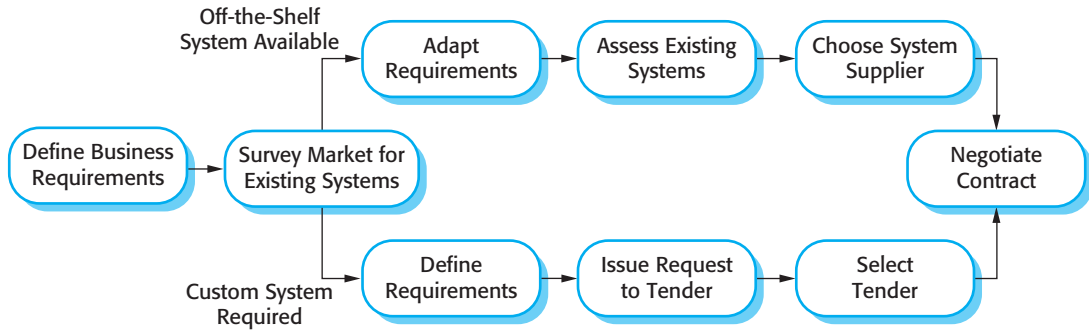 Off-the-Shelf
System Available
Adapt
Requirements
Assess Existing
Systems
Choose System
Supplier
Define Business
Requirements
Survey Market for
Existing Systems
Negotiate
Contract
Custom System
Required
Define
Requirements
Issue Request
to Tender
Select
Tender